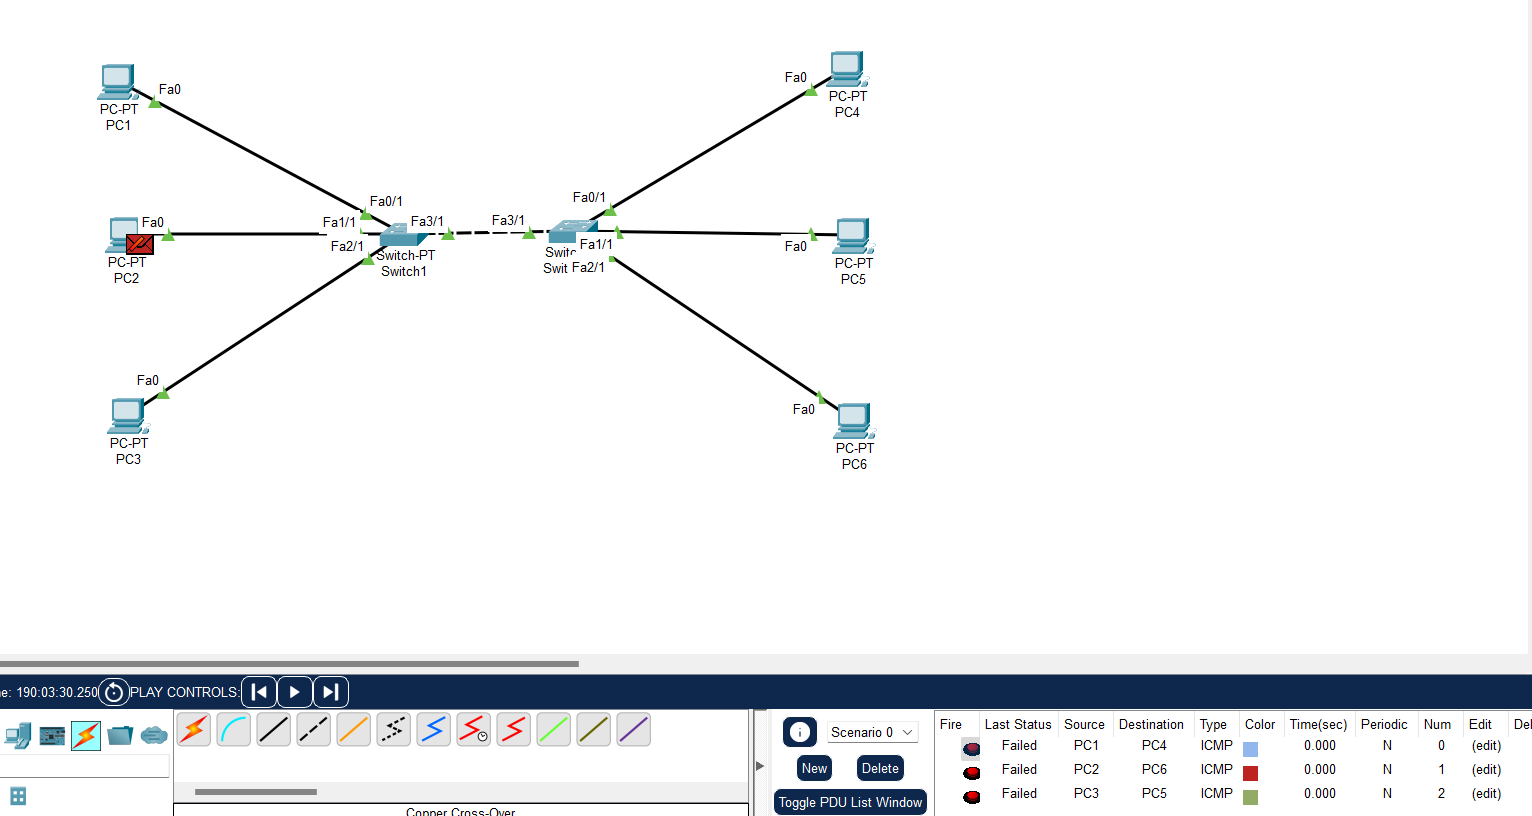 Fa0
PC-PT
PC1
Fa0
PC-PT
PC4
Fa0/1
Fa0/1
Fa0
PC-PT
PC2
Fa1/1
Fa3/1
Fa3/1
Fa2/1
Switch-PT
Switch1
Fa1/1
Swit Fa2/1
Fa0
PC-PT
PC5
Fa0
PC-PT
PC3
Fa0
PC-PT
PC6
e: 190:03:30.250 PLAY CONTROLS:
Scenario 0
New Delete
Toggle PDU List Window
Copper Cross-Over
Fire Last Status Source Destination Type Color Time(sec) Periodic Num Edit Del
Failed PC1 PC4 ICMP 0.000 N 0 (edit)
Failed PC2 PC6 ICMP 0.000 N 1 (edit)
Failed PC3 PC5 ICMP 0.000 N 2 (edit)